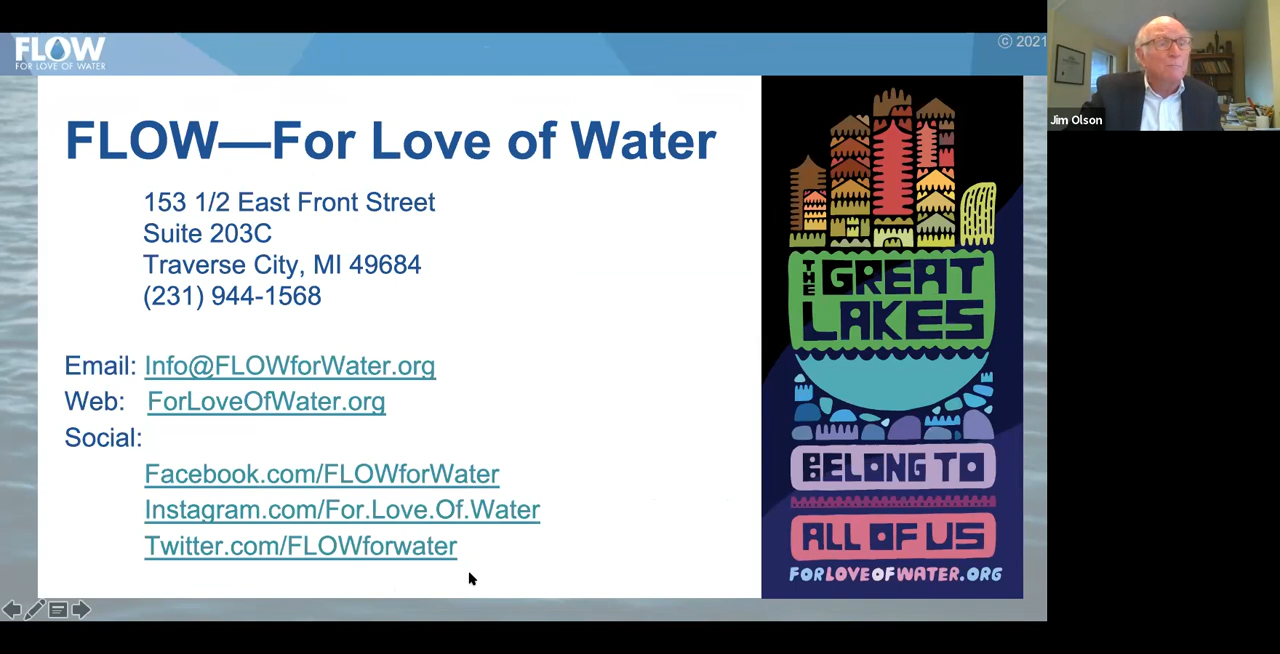 FLOW
FOR LOVE OF WATER
© 2021
FLOW—For Love of Water
153 1/2 East Front Street
Suite 203C
Traverse City, MI 49684
(231) 944-1568
Email: Info@FLOWforWater.org
Web: ForLoveOfWater.org
Social:
Facebook.com/FLOWforWater
Instagram.com/For.Love.Of.Water
Twitter.com/FLOWforwater
THE GREAT
LAKES
BELONG TO
ALL OF US
FORLOVEOFWATER.ORG
Jim Olson